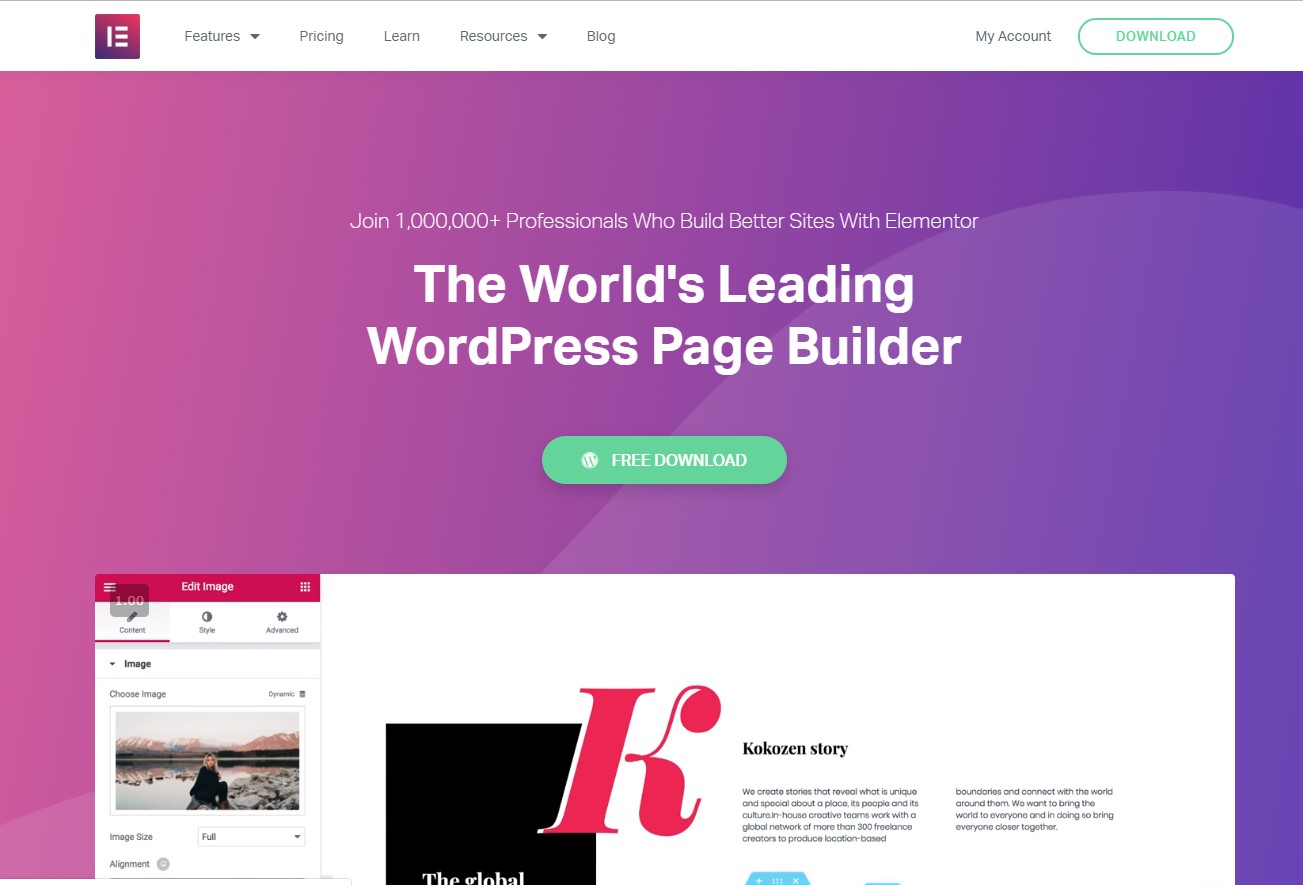 Features
Pricing
Learn
Resources
Blog
My Account
DOWNLOAD
Join 1,000,000+ Professionals Who Build Better Sites With Elementor
The World's Leading
WordPress Page Builder
FREE DOWNLOAD
Edit Image
1.00
Content
Style
Advanced
Image
Choose Image
Dynamic
Image Size
Full
Alignment
K
The global
Kokozen story
We create stories that reveal what is unique
and special about a place, its people and its
culture.In-house creative teams work with a
global network of more than 300 freelance
creators to produce location-based
boundaries and connect with the world
around them. We want to bring the
world to everyone and in doing so bring
everyone closer together.